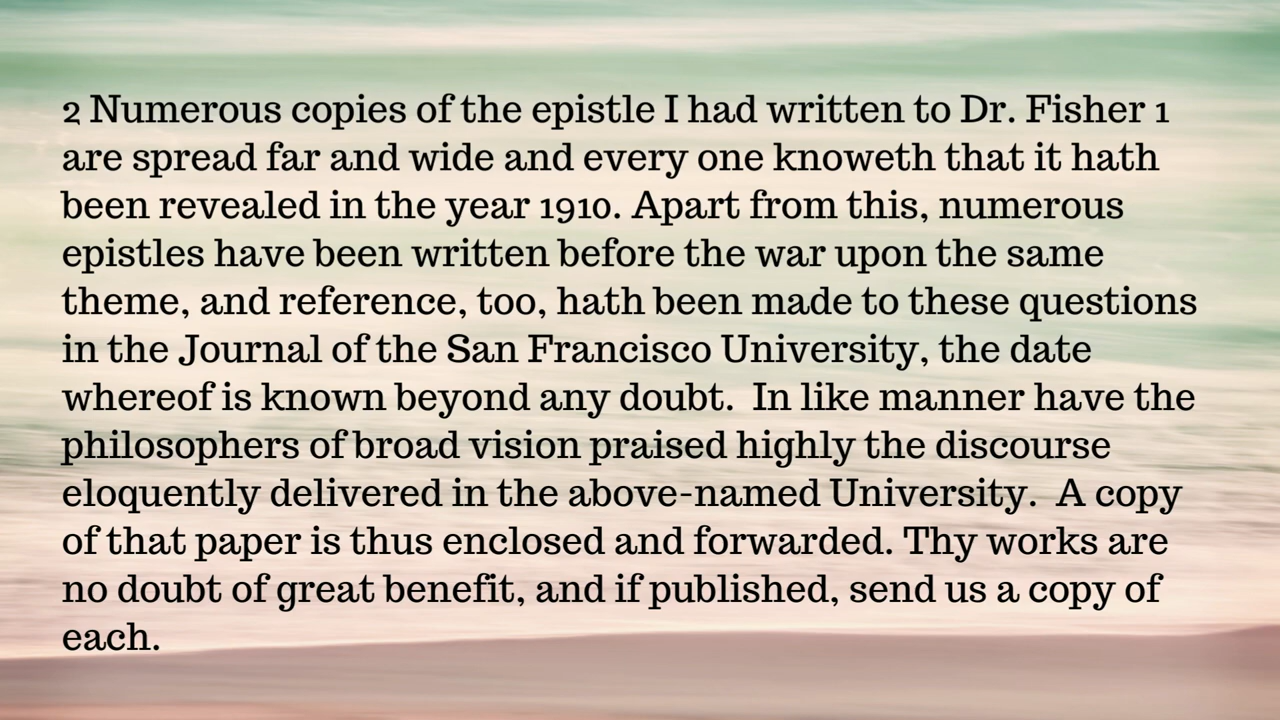 2 Numerous copies of the epistle I had written to Dr. Fisher 1
are spread far and wide and every one knoweth that it hath
been revealed in the year 1910. Apart from this, numerous
epistles have been written before the war upon the same
theme, and reference, too, hath been made to these questions
in the Journal of the San Francisco University, the date
whereof is known beyond any doubt.  In like manner have the
philosophers of broad vision praised highly the discourse
eloquently delivered in the above-named University.  A copy
of that paper is thus enclosed and forwarded. Thy works are
no doubt of great benefit, and if published, send us a copy of
each.